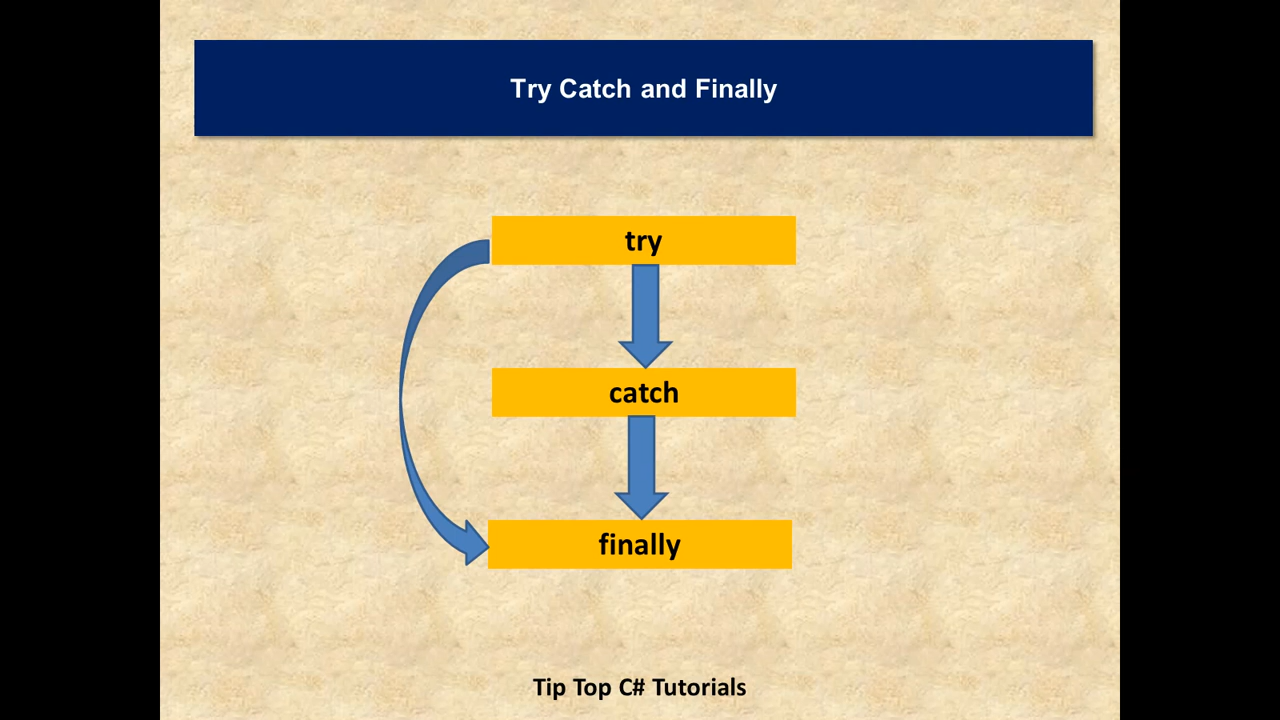 Try Catch and Finally
try
catch
finally
Tip Top C# Tutorials